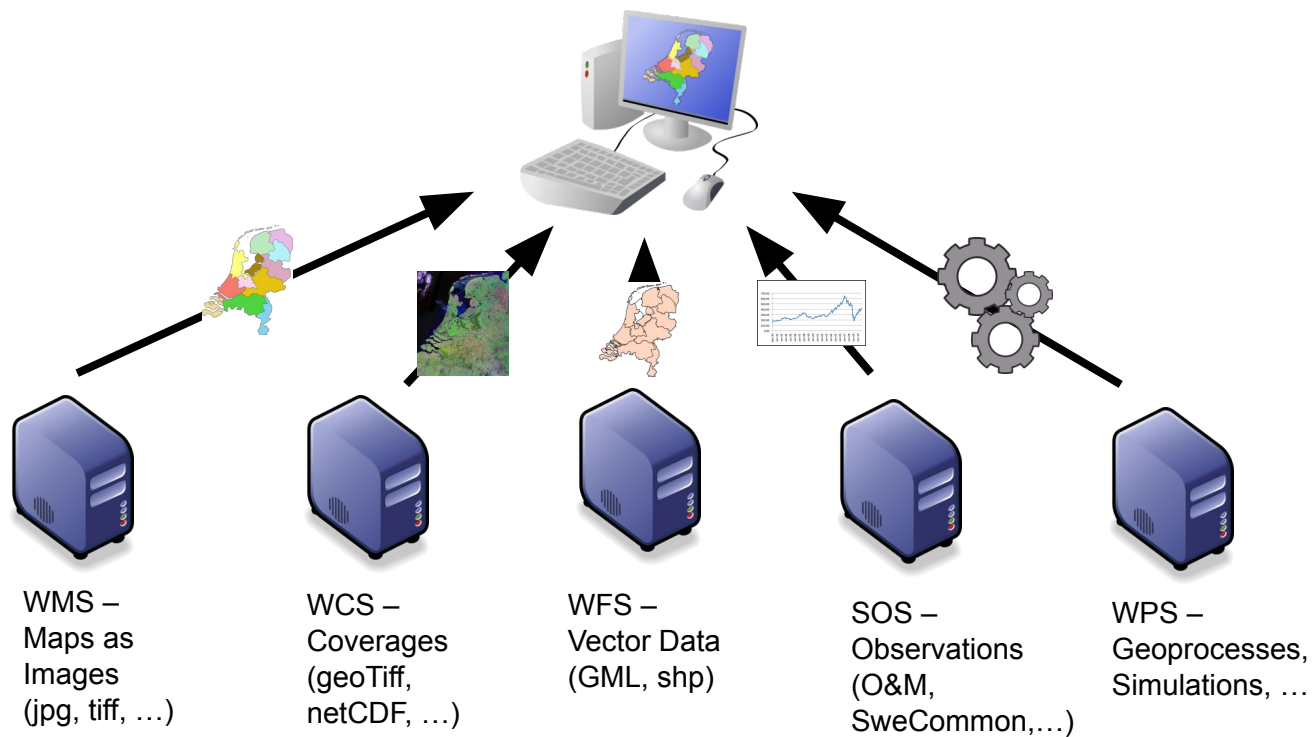 WMS –
Maps as
Images
(jpg, tiff, …)
WCS –
Coverages
(geoTiff,
netCDF, …)
WFS –
Vector Data
(GML, shp)
SOS –
Observations
(O&M,
SweCommon,…)
WPS –
Geoprocesses,
Simulations, …